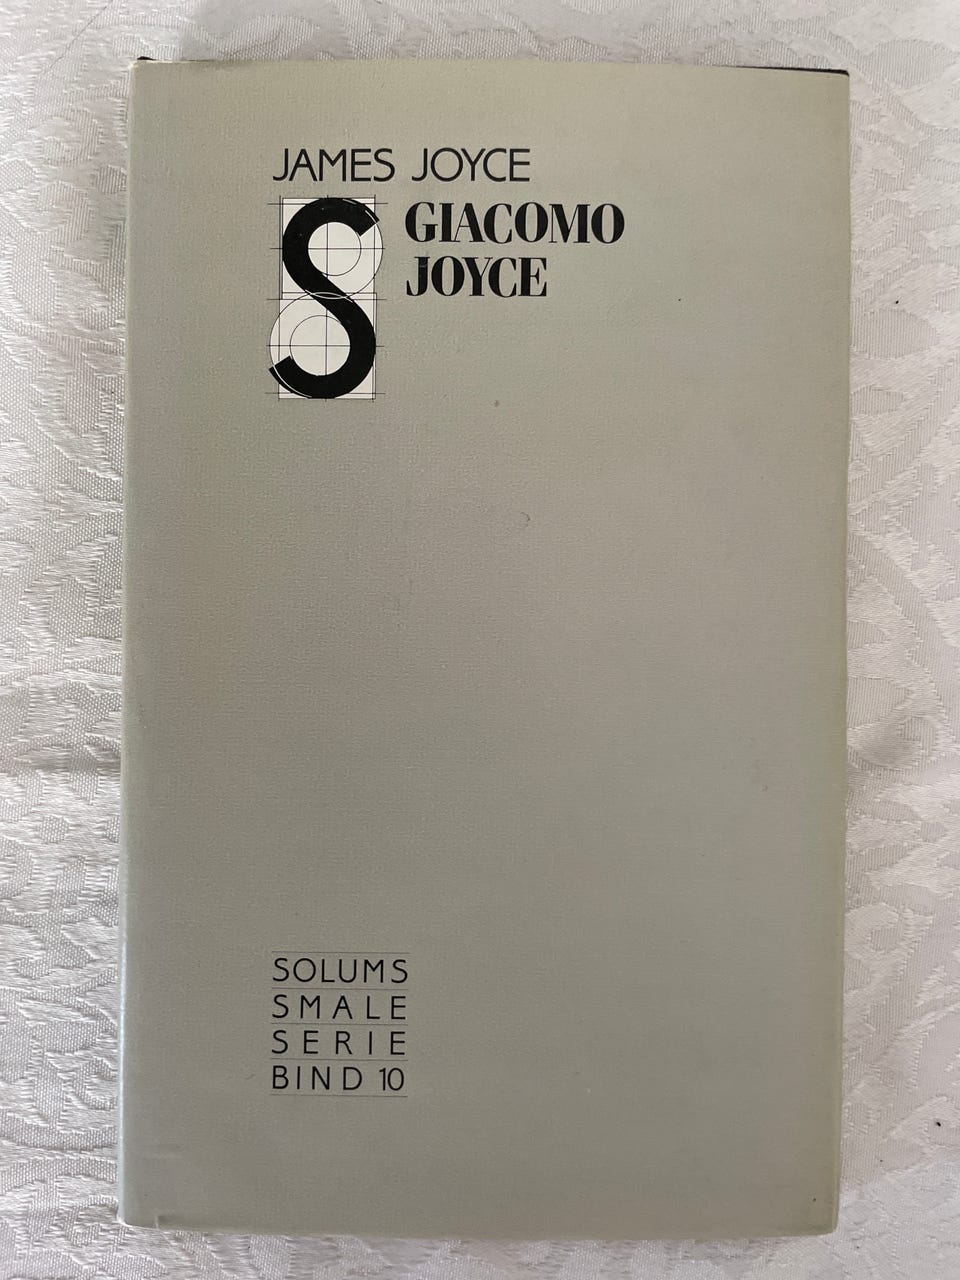 JAMES JOYCE
S
GIACOMO
JOYCE
SOLUMS
SMALE
SERIE
BIND 10